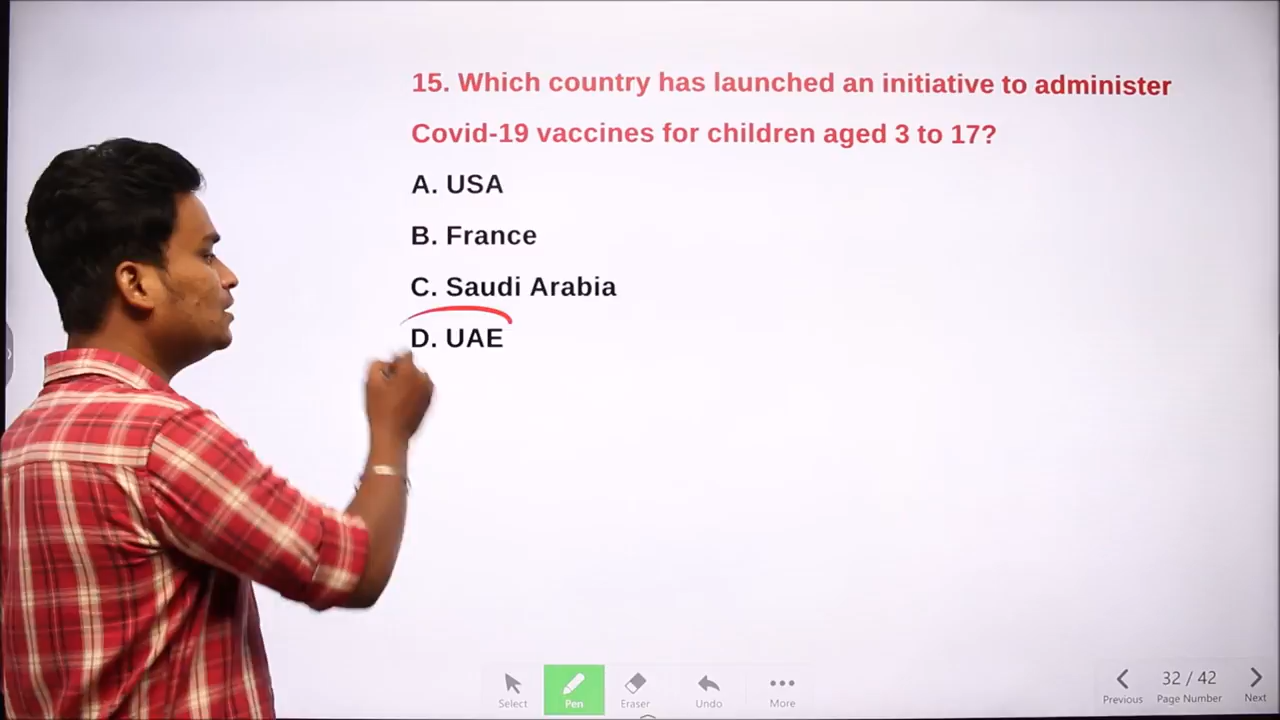 15. Which country has launched an initiative to administer
Covid-19 vaccines for children aged 3 to 17?
A. USA
B. France
C. Saudi Arabia
D. UAE
Select
Pen
Eraser
Undo
More
Previous
32 / 42
Page Number
Next